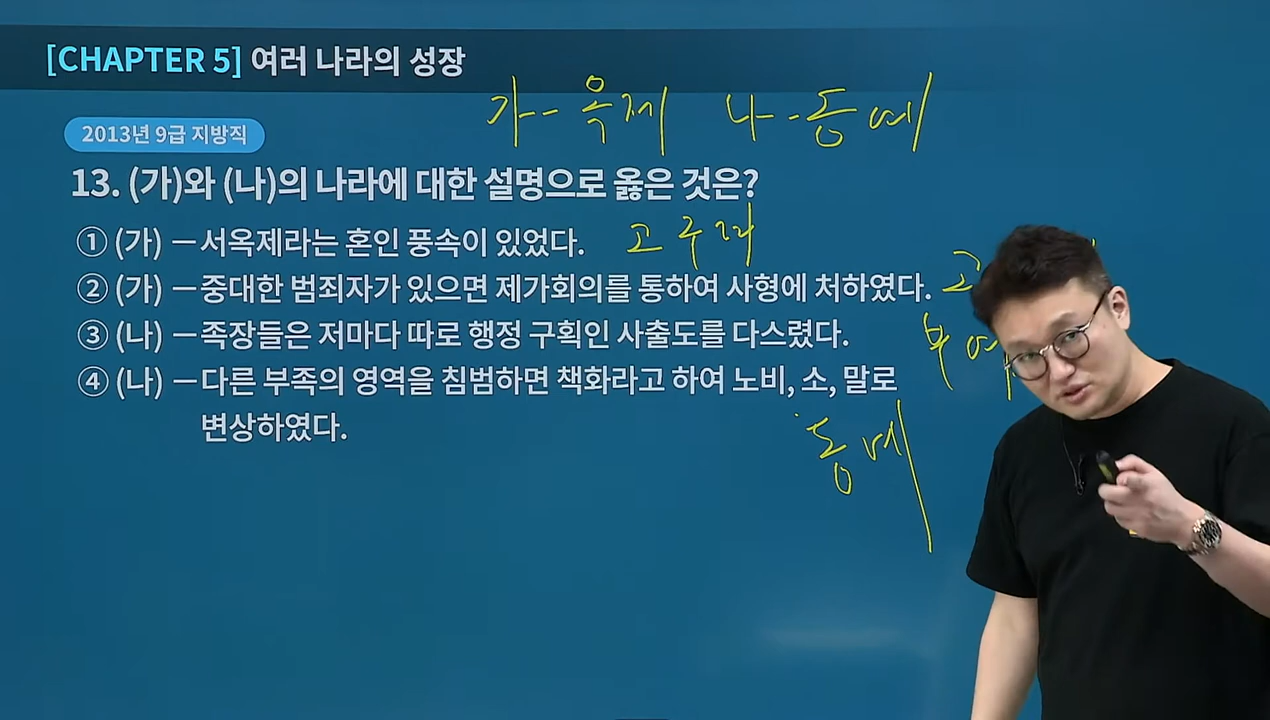 [CHAPTER 5] 여러 나라의 성장
가-옥제 나-동예
2013년 9급 지방직
13. (가)와 (나)의 나라에 대한 설명으로 옳은 것은?
① (가) ー서옥제라는 혼인 풍속이 있었다. 고구려
② (가) ー중대한 범죄자가 있으면 제가회의를 통하여 사형에 처하였다. 고
③ (나) ー족장들은 저마다 따로 행정 구획인 사출도를 다스렸다. 부여
④ (나) ー다른 부족의 영역을 침범하면 책화라고 하여 노비, 소, 말로
변상하였다. 동예